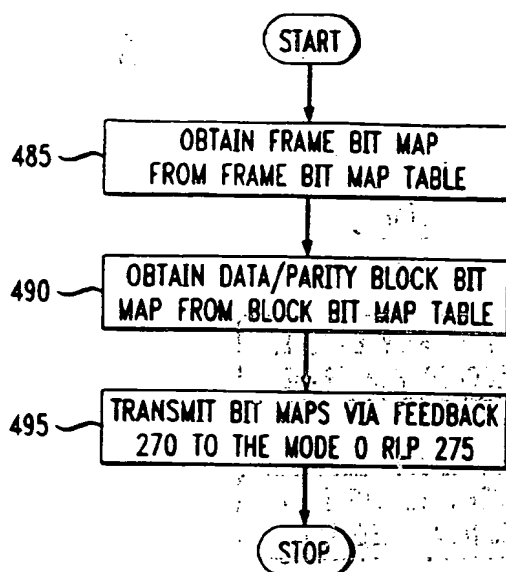 START
485
OBTAIN FRAME BIT MAP
FROM FRAME BIT MAP TABLE
490
OBTAIN DATA/PARITY BLOCK BIT
MAP FROM BLOCK BIT MAP TABLE
495
TRANSMIT BIT MAPS VIA FEEDBACK
270 TO THE MODE 0 RLP 275
STOP